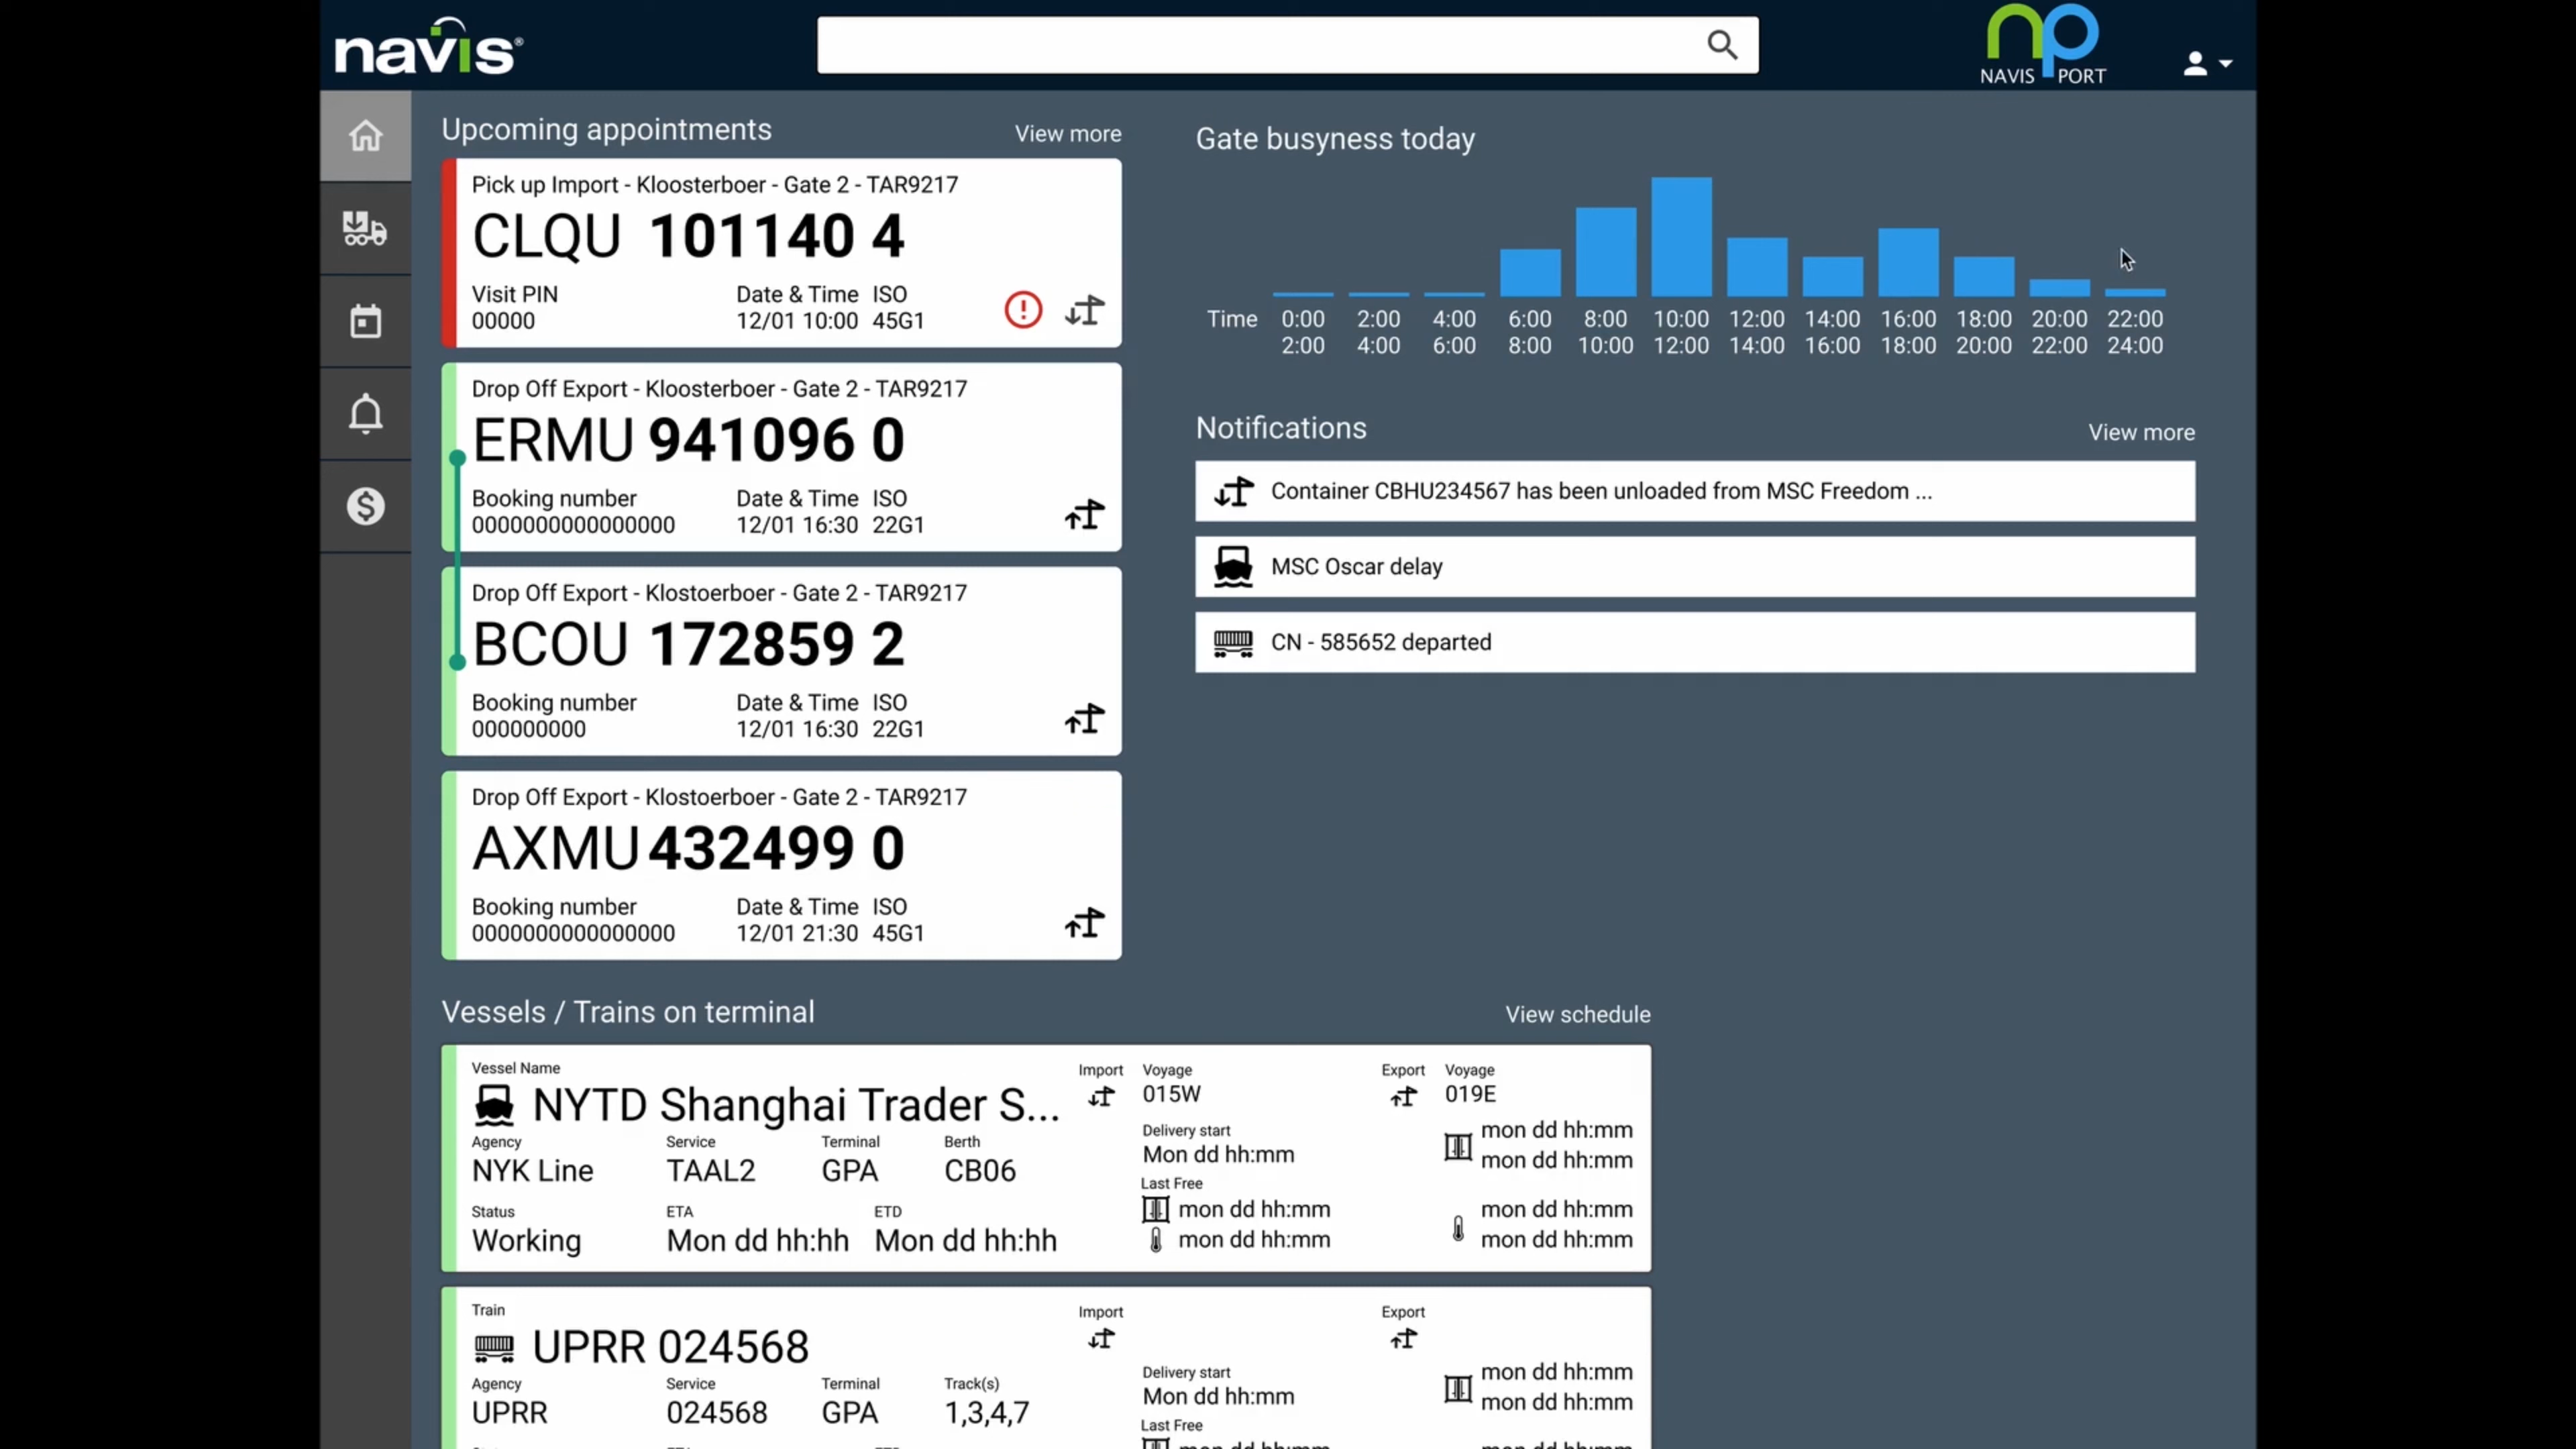 navis®
NAVIS PORT
Upcoming appointments
View more
Pick up Import - Kloosterboer - Gate 2 - TAR9217
CLQU 101140 4
Visit PIN
00000
Date & Time
12/01 10:00
ISO
45G1
Drop Off Export - Kloosterboer - Gate 2 - TAR9217
ERMU 941096 0
Booking number
0000000000000000
Date & Time
12/01 16:30
ISO
22G1
Drop Off Export - Klostoerboer - Gate 2 - TAR9217
BCOU 172859 2
Booking number
000000000
Date & Time
12/01 16:30
ISO
22G1
Drop Off Export - Klostoerboer - Gate 2 - TAR9217
AXMU 432499 0
Booking number
0000000000000000
Date & Time
12/01 21:30
ISO
45G1
Gate busyness today
Time 0:00 2:00 4:00 6:00 8:00 10:00 12:00 14:00 16:00 18:00 20:00 22:00
2:00 4:00 6:00 8:00 10:00 12:00 14:00 16:00 18:00 20:00 22:00 24:00
Notifications
View more
Container CBHU234567 has been unloaded from MSC Freedom ...
MSC Oscar delay
CN - 585652 departed
Vessels / Trains on terminal
View schedule
Vessel Name
NYTD Shanghai Trader S...
Agency
NYK Line
Service
TAAL2
Terminal
GPA
Berth
CB06
Status
Working
ETA
Mon dd hh:hh
ETD
Mon dd hh:hh
Import
Voyage
015W
Delivery start
Mon dd hh:mm
Last Free
mon dd hh:mm
mon dd hh:mm
Export
Voyage
019E
mon dd hh:mm
mon dd hh:mm
mon dd hh:mm
mon dd hh:mm
Train
UPRR 024568
Agency
UPRR
Service
024568
Terminal
GPA
Track(s)
1,3,4,7
Import
Delivery start
Mon dd hh:mm
Last Free
Export
mon dd hh:mm
mon dd hh:mm